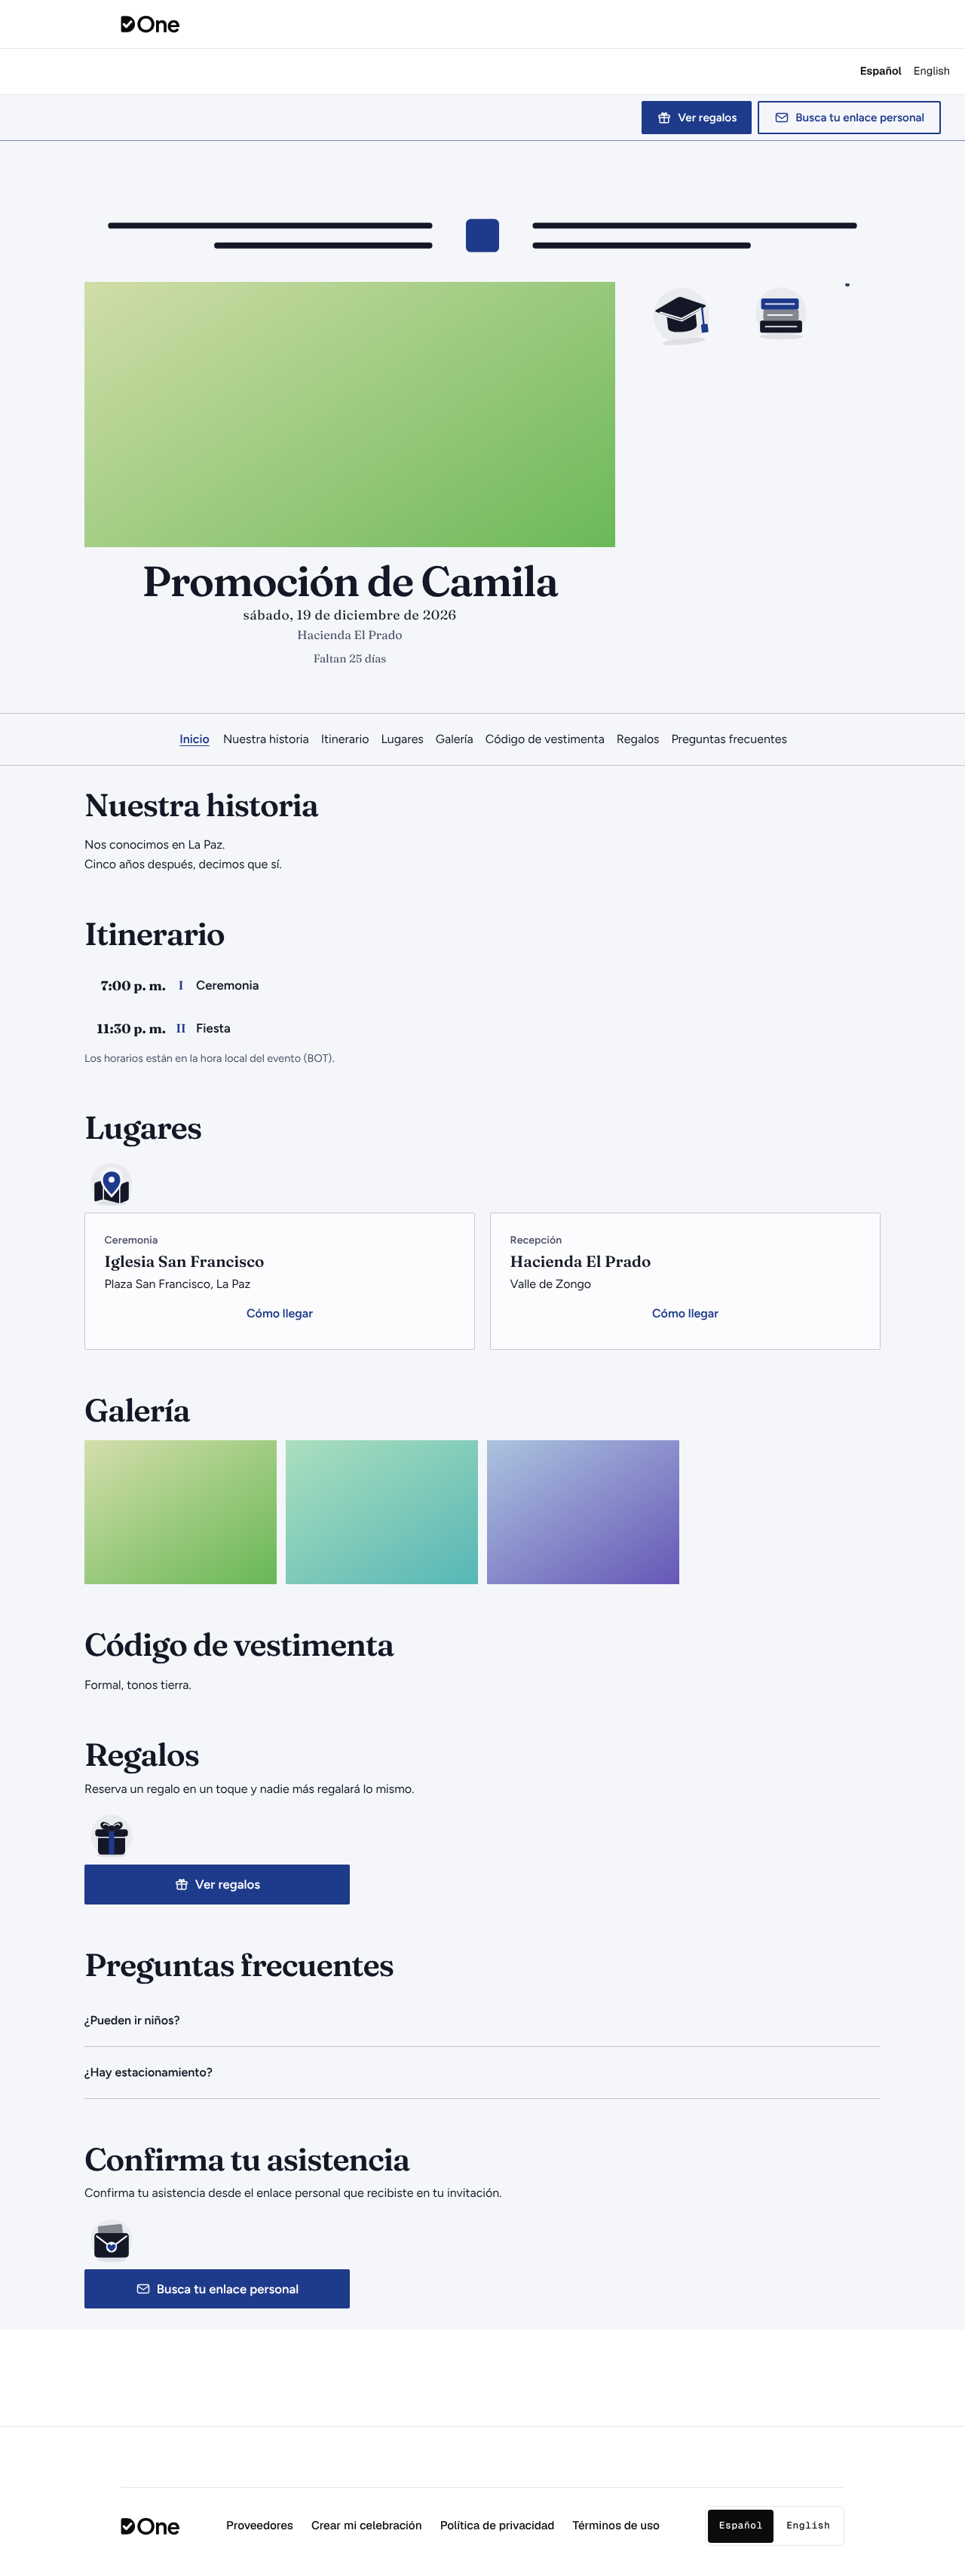 One
Español English
Ver regalos Busca tu enlace personal
Promoción de Camila
sábado, 19 de diciembre de 2026
Hacienda El Prado
Faltan 25 días
Inicio Nuestra historia Itinerario Lugares Galería Código de vestimenta Regalos Preguntas frecuentes
Nuestra historia
Nos conocimos en La Paz.
Cinco años después, decimos que sí.
Itinerario
7:00 p. m. I Ceremonia
11:30 p. m. II Fiesta
Los horarios están en la hora local del evento (BOT).
Lugares
Ceremonia
Iglesia San Francisco
Plaza San Francisco, La Paz
Cómo llegar
Recepción
Hacienda El Prado
Valle de Zongo
Cómo llegar
Galería
Código de vestimenta
Formal, tonos tierra.
Regalos
Reserva un regalo en un toque y nadie más regalará lo mismo.
Ver regalos
Preguntas frecuentes
¿Pueden ir niños?
¿Hay estacionamiento?
Confirma tu asistencia
Confirma tu asistencia desde el enlace personal que recibiste en tu invitación.
Busca tu enlace personal
One Proveedores Crear mi celebración Política de privacidad Términos de uso Español English